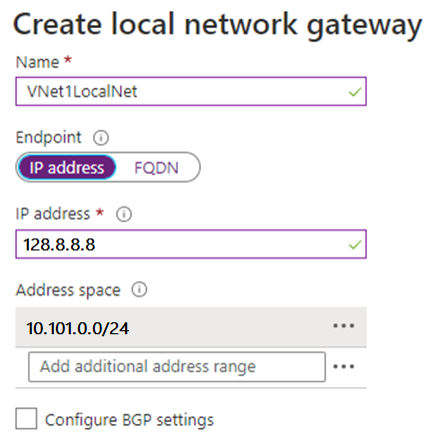 Create local network gateway
Name *
VNet1LocalNet
Endpoint
IP address FQDN
IP address *
128.8.8.8
Address space
10.101.0.0/24
Add additional address range
Configure BGP settings